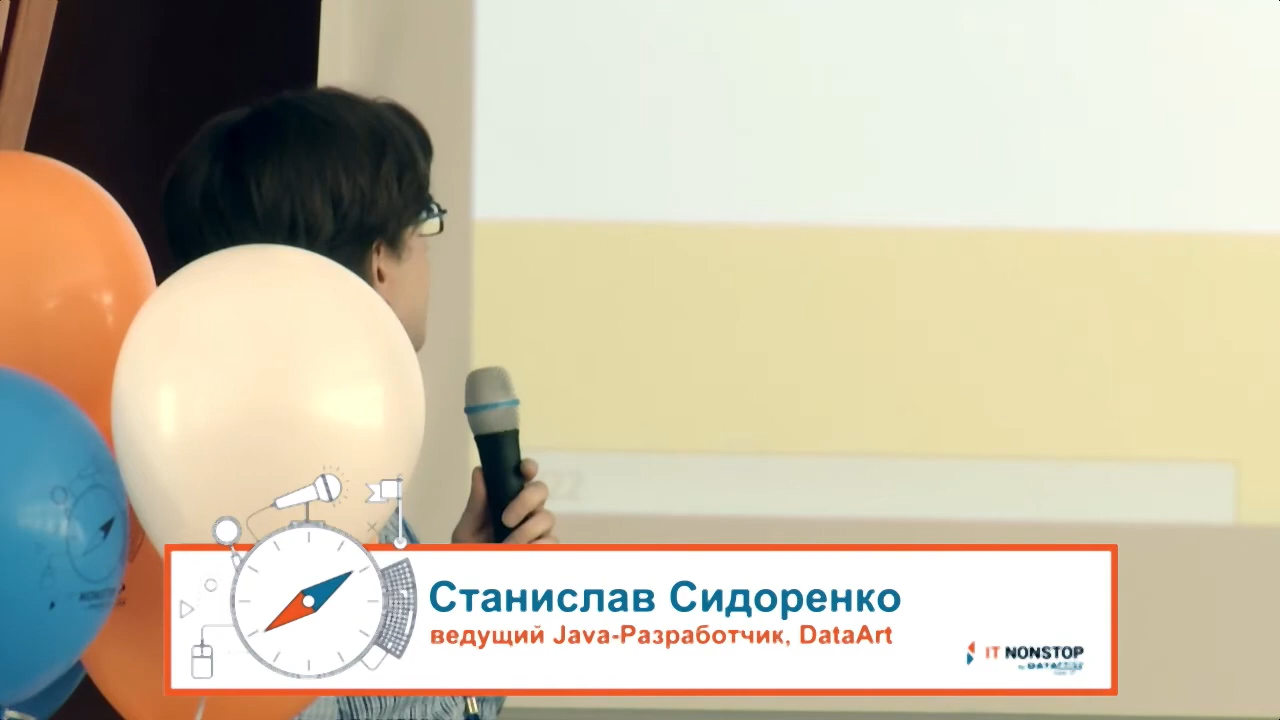 Станислав Сидоренко
ведущий Java-Разработчик, DataArt
IT NONSTOP